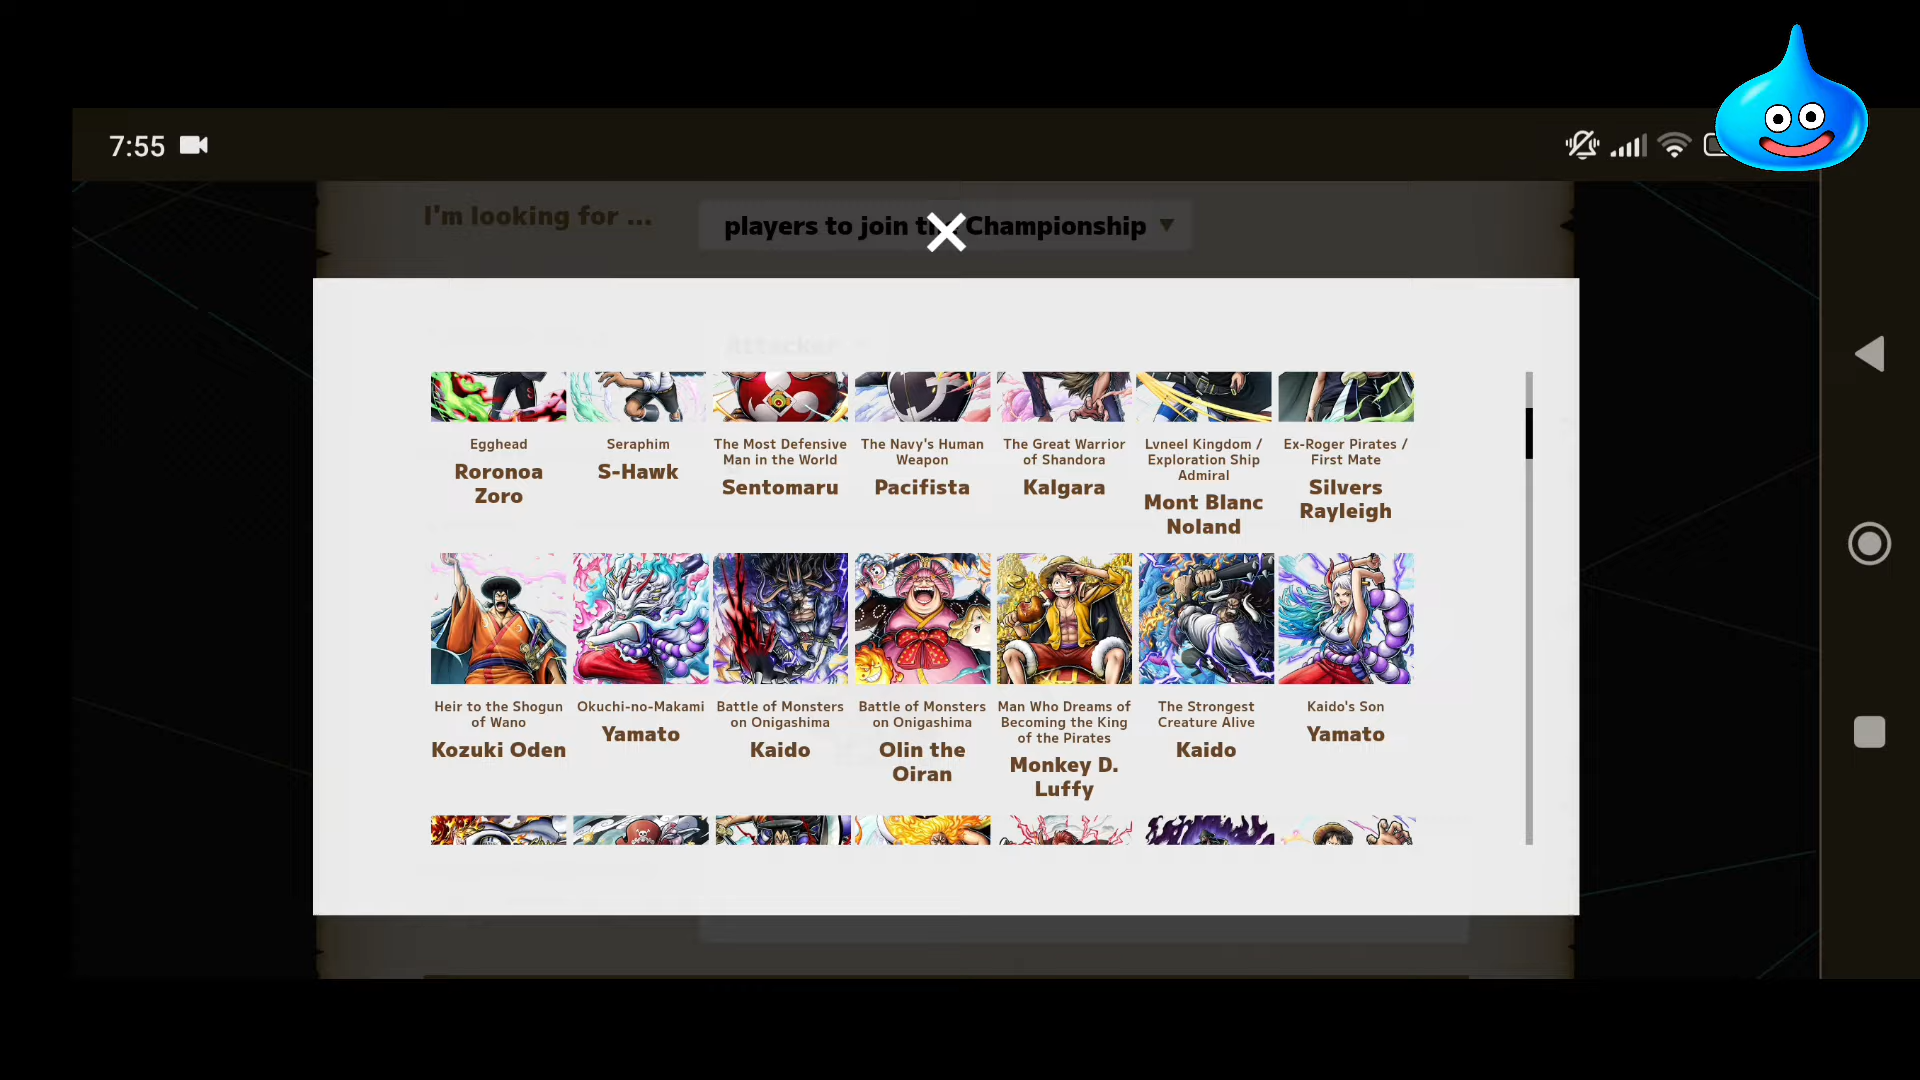 7:55
I'm looking for ...
players to join the Championship
Attacker
Egghead
Roronoa
Zoro
Seraphim
S-Hawk
The Most Defensive
Man in the World
Sentomaru
The Navy's Human
Weapon
Pacifista
The Great Warrior
of Shandora
Kalgara
Lvneel Kingdom /
Exploration Ship
Admiral
Mont Blanc
Noland
Ex-Roger Pirates /
First Mate
Silvers
Rayleigh
Heir to the Shogun
of Wano
Kozuki Oden
Okuchi-no-Makami
Yamato
Battle of Monsters
on Onigashima
Kaido
Battle of Monsters
on Onigashima
Olin the
Oiran
Man Who Dreams of
Becoming the King
of the Pirates
Monkey D.
Luffy
The Strongest
Creature Alive
Kaido
Kaido's Son
Yamato